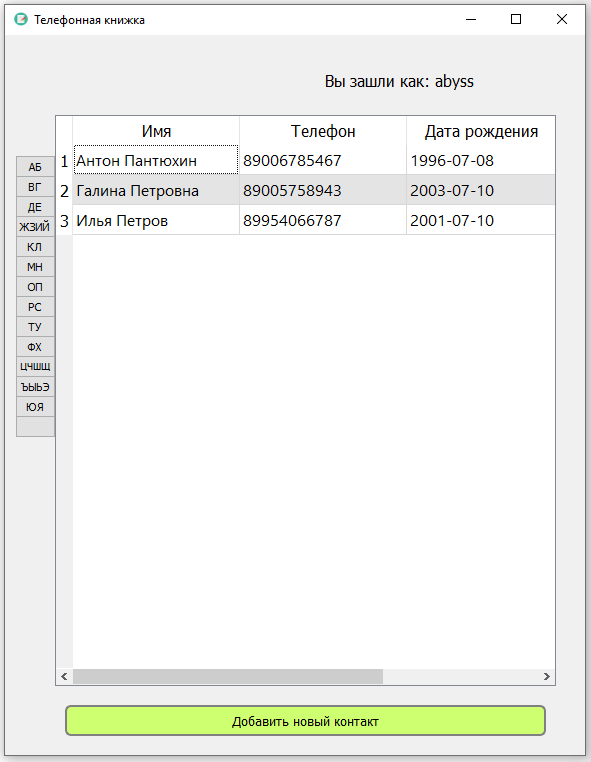 Телефонная книжка
Вы зашли как: abyss
Имя Телефон Дата рождения
1 Антон Пантюхин 89006785467 1996-07-08
2 Галина Петровна 89005758943 2003-07-10
3 Илья Петров 89954066787 2001-07-10
АБ
ВГ
ДЕ
ЖЗИЙ
КЛ
МН
ОП
РС
ТУ
ФХ
ЦЧШЩ
ЪЫЬЭ
ЮЯ
Добавить новый контакт